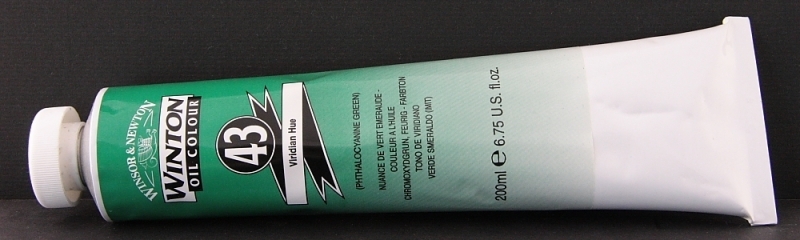 WINSOR & NEWTON
WINTON
OIL COLOUR
43
Viridian Hue
(PHTHALOCYANINE GREEN)
NUANCE DE VERT EMERAUDE -
COULEUR A L'HUILE
CHROMOXYDGRUN, FEURIG - FARBTON
TONO DE VIRIDIANO
VERDE SMERALDO (IMIT)
200ml e 6.75 U.S. fl.oz.